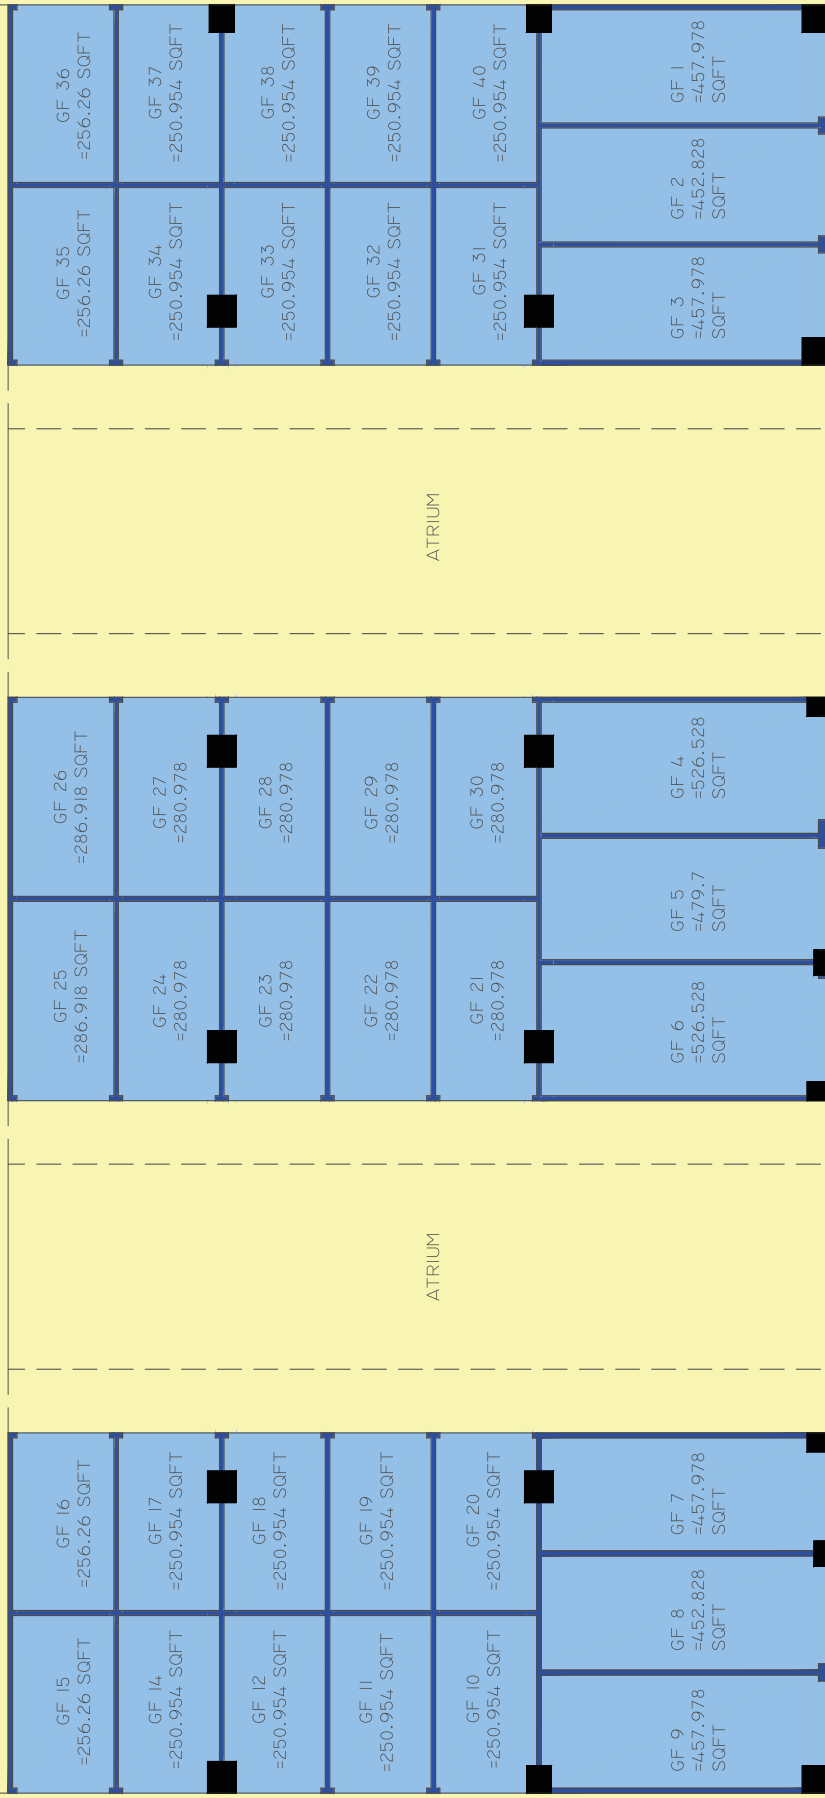 GF 36
=256.26 SQFT
GF 37
=250.954 SQFT
GF 38
=250.954 SQFT
GF 39
=250.954 SQFT
GF 40
=250.954 SQFT
GF 1
=457.978
SQFT
GF 2
=452.828
SQFT
GF 35
=256.26 SQFT
GF 34
=250.954 SQFT
GF 33
=250.954 SQFT
GF 32
=250.954 SQFT
GF 31
=250.954 SQFT
GF 3
=457.978
SQFT
ATRIUM
GF 26
=286.918 SQFT
GF 27
=280.978
GF 28
=280.978
GF 29
=280.978
GF 30
=280.978
GF 4
=526.528
SQFT
GF 5
=479.7
SQFT
GF 25
=286.918 SQFT
GF 24
=280.978
GF 23
=280.978
GF 22
=280.978
GF 21
=280.978
GF 6
=526.528
SQFT
ATRIUM
GF 16
=256.26 SQFT
GF 17
=250.954 SQFT
GF 18
=250.954 SQFT
GF 19
=250.954 SQFT
GF 20
=250.954 SQFT
GF 7
=457.978
SQFT
GF 8
=452.828
SQFT
GF 15
=256.26 SQFT
GF 14
=250.954 SQFT
GF 12
=250.954 SQFT
GF 11
=250.954 SQFT
GF 10
=250.954 SQFT
GF 9
=457.978
SQFT